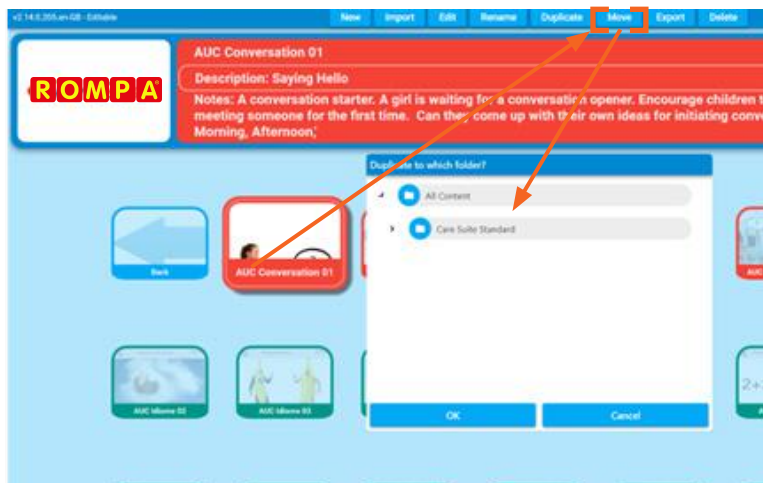 v2.14.0.205.en-GB - Editable
New Import Edit Rename Duplicate Move Export Delete
ROMPA
AUC Conversation 01
Description: Saying Hello
Notes: A conversation starter. A girl is waiting for a conversation opener. Encourage children t
meeting someone for the first time. Can they come up with their own ideas for initiating conv
Morning, Afternoon,'
Duplicate to which folder?
All Content
Care Suite Standard
Back
AUC Conversation 01
AUC
AUC Idioms 02
AUC Idioms 03
2+
A
OK
Cancel